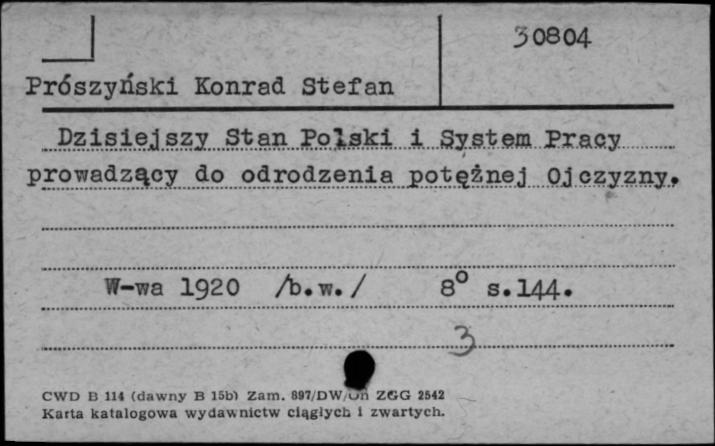 30804
Prószyński Konrad Stefan
Dzisiejszy Stan Polski i System Pracy
prowadzący do odrodzenia potężnej Ojczyzny.
W-wa 1920 /b.w./ 8° s.144.
3
CWD B 114 (dawny B 15b) Zam. 897/DW/Un ZGG 2542
Karta katalogowa wydawnictw ciągłych i zwartych.